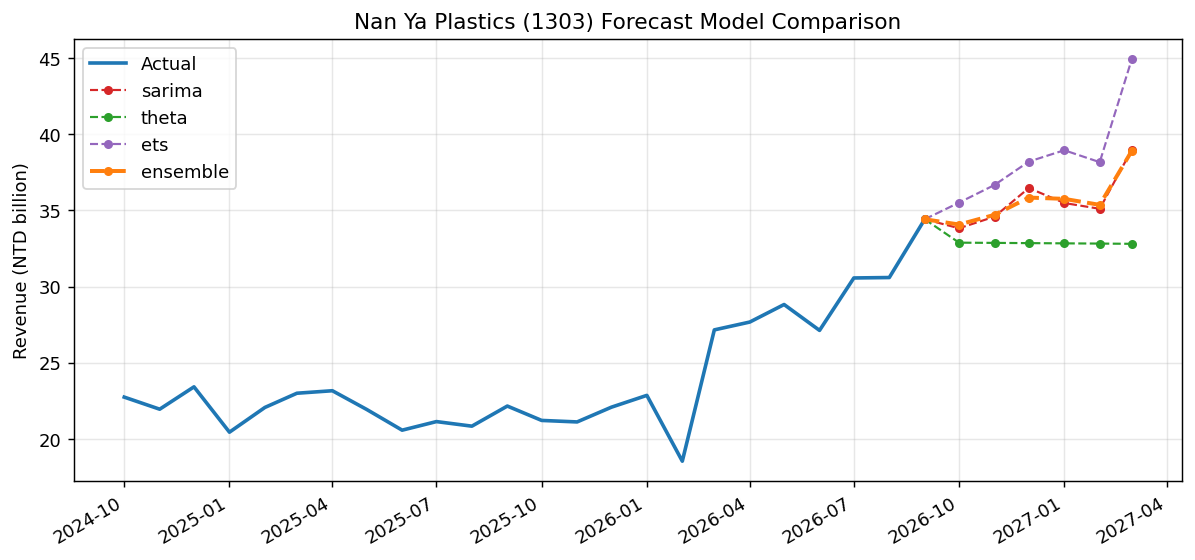 Nan Ya Plastics (1303) Forecast Model Comparison
Revenue (NTD billion)
45
40
35
30
25
20
Actual
sarima
theta
ets
ensemble
2024-10
2025-01
2025-04
2025-07
2025-10
2026-01
2026-04
2026-07
2026-10
2027-01
2027-04